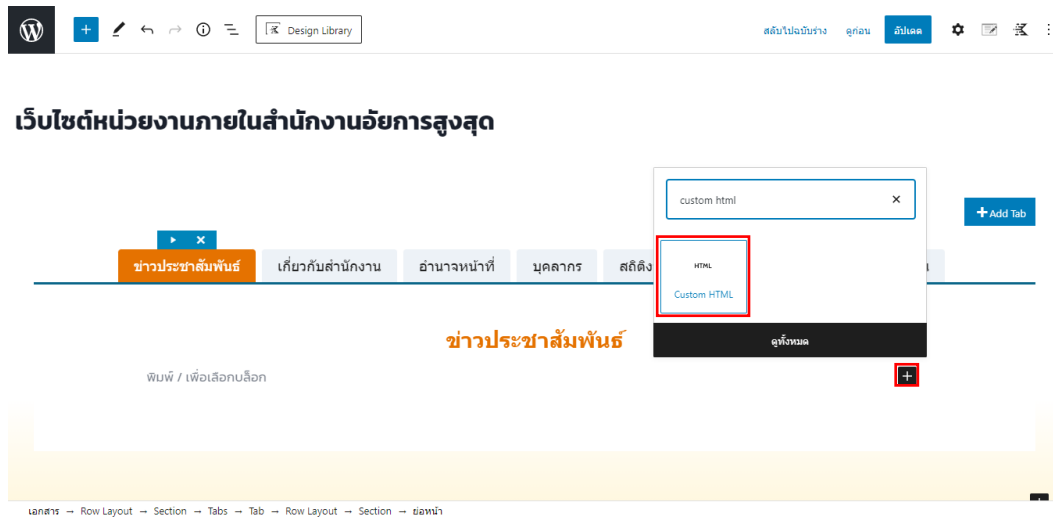 Design Library
สลับไปฉบับร่าง ดูก่อน อัปเดต
เว็บไซต์หน่วยงานภายในสำนักงานอัยการสูงสุด
custom html
+ Add Tab
ข่าวประชาสัมพันธ์ เกี่ยวกับสำนักงาน อำนาจหน้าที่ บุคลากร
HTML
Custom HTML
ดูทั้งหมด
ข่าวประชาสัมพันธ์
พิมพ์ / เพื่อเลือกบล็อก
เอกสาร → Row Layout → Section → Tabs → Tab → Row Layout → Section → ย่อหน้า